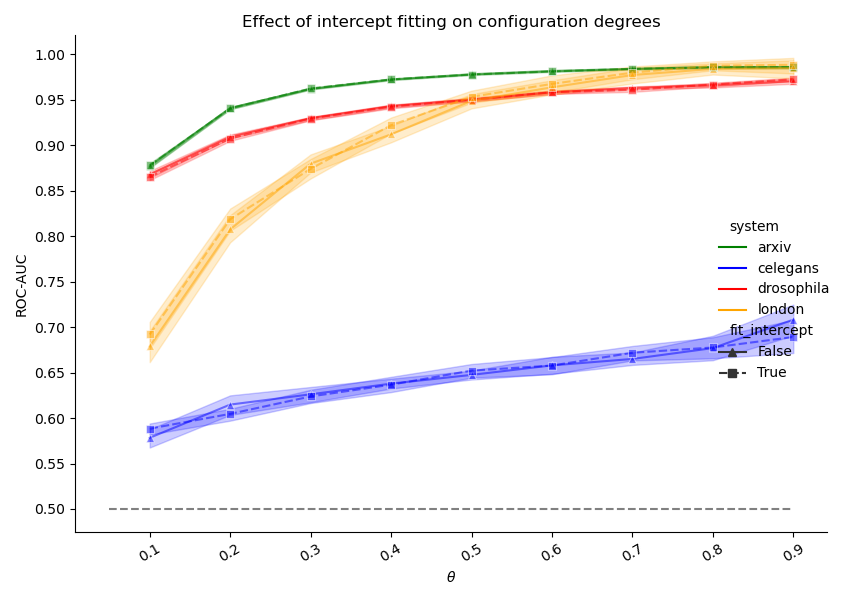 Effect of intercept fitting on configuration degrees
ROC-AUC
1.00
0.95
0.90
0.85
0.80
0.75
0.70
0.65
0.60
0.55
0.50
system
arxiv
celegans
drosophila
london
fit_intercept
False
True
0.1 0.2 0.3 0.4 0.5 0.6 0.7 0.8 0.9
θ